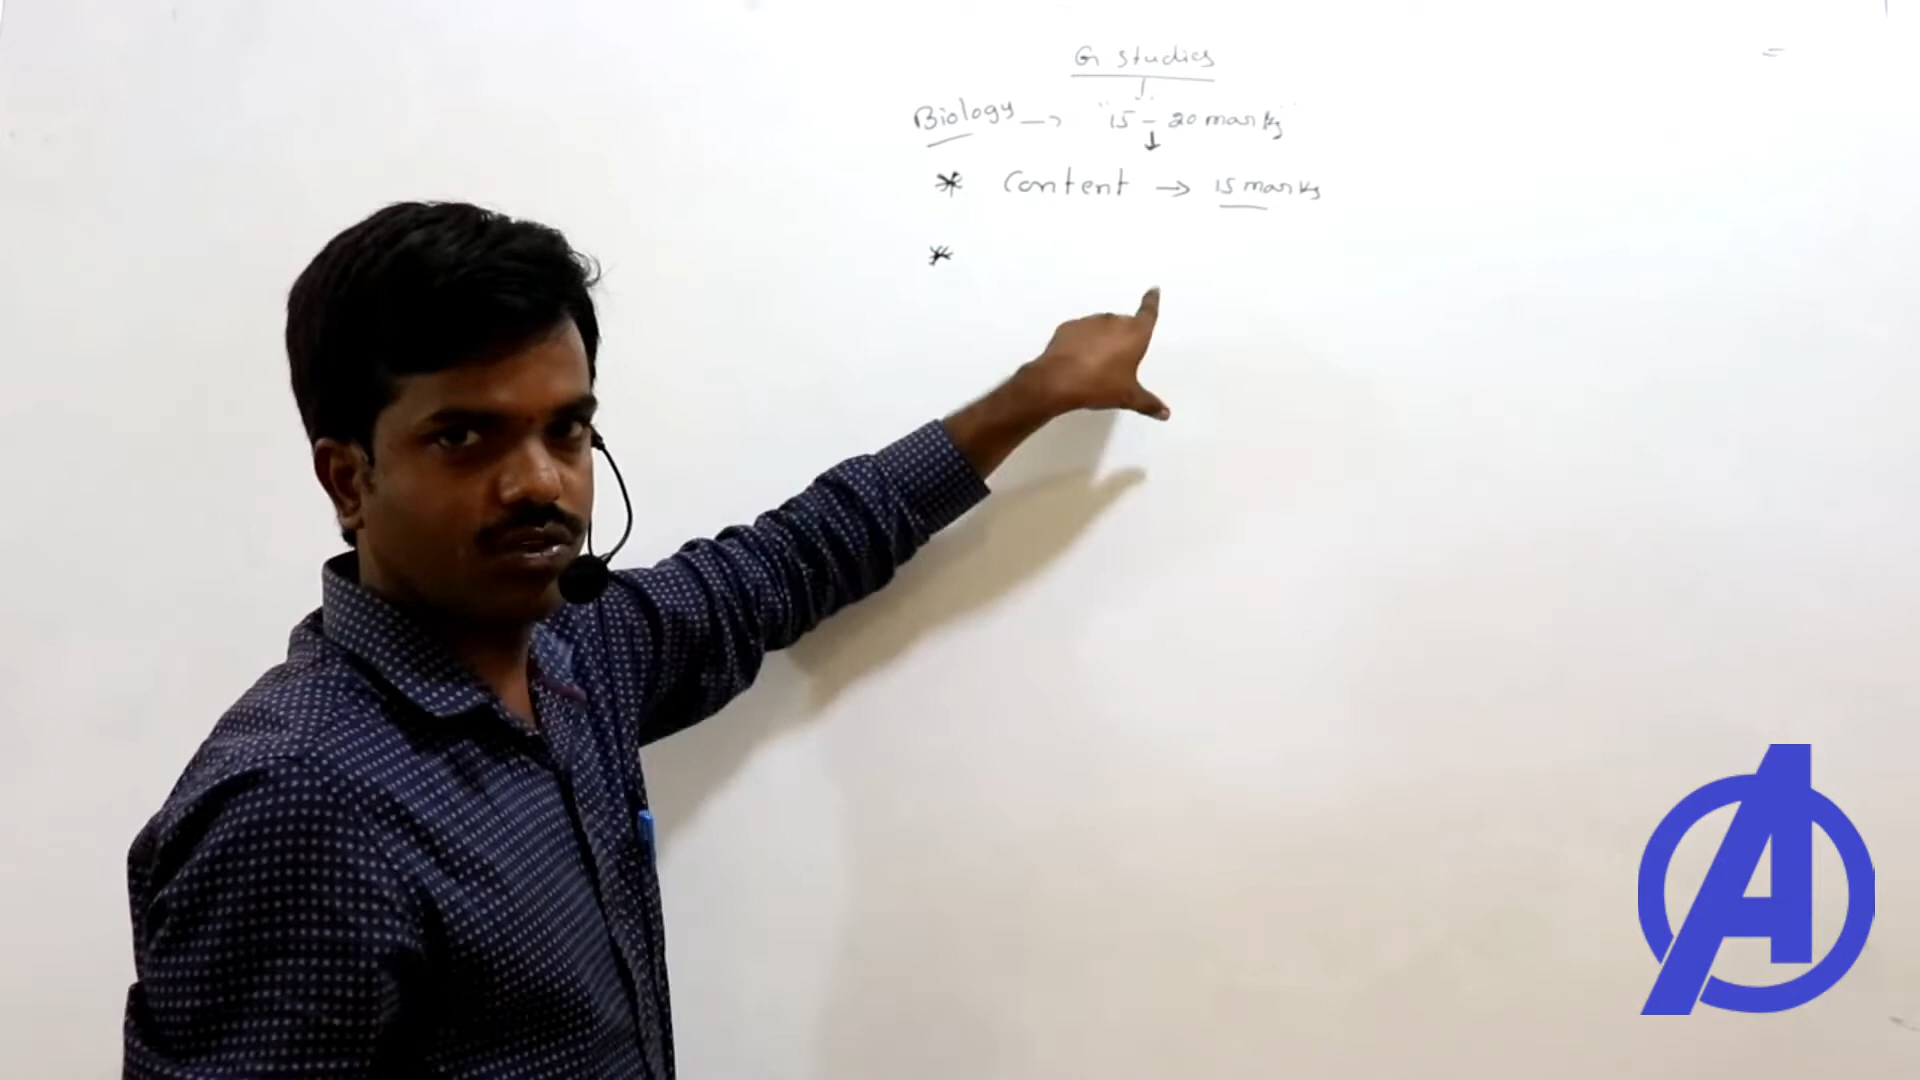 G studies
Biology → "15 - 20 marks"
* Content → 15 marks
*